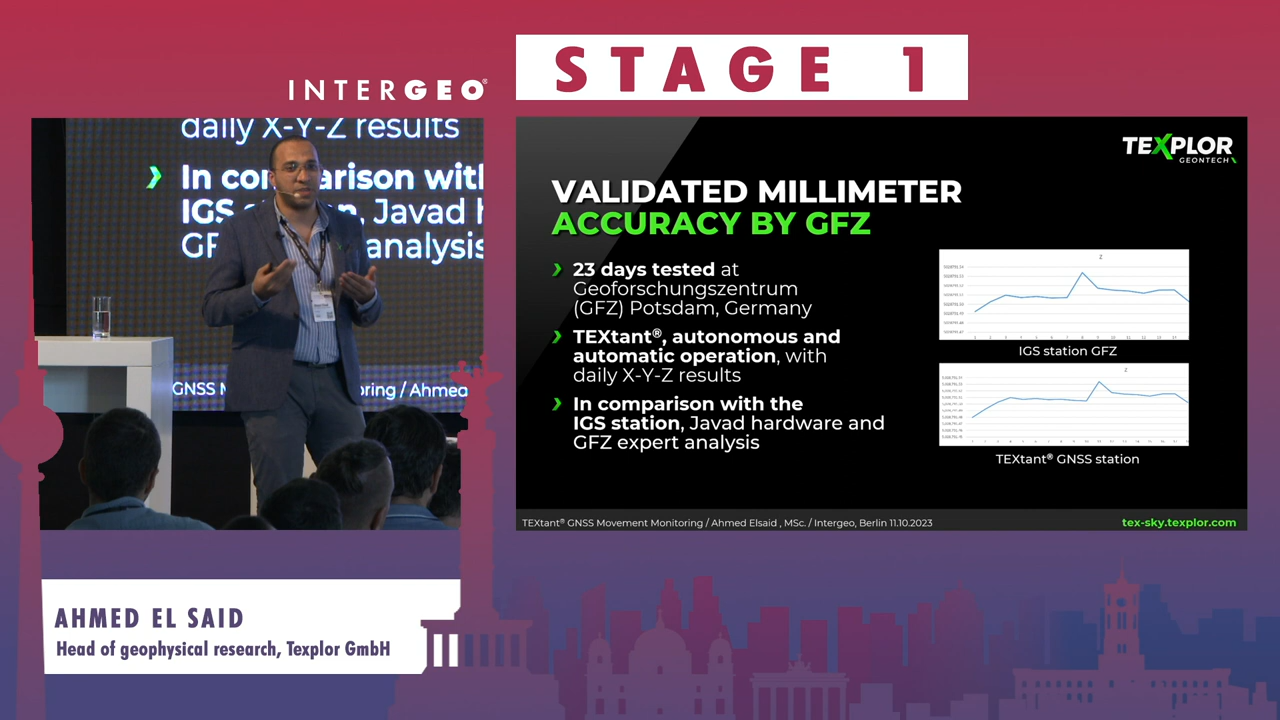 STAGE 1
INTERGEO®
daily X-Y-Z results
In comparison with
IGS station, Javad h
GF analysis
GNSS M oring / Ahmed
TEXPLOR
GEONTECH
VALIDATED MILLIMETER
ACCURACY BY GFZ
23 days tested at
Geoforschungszentrum
(GFZ) Potsdam, Germany
TEXtant®, autonomous and
automatic operation, with
daily X-Y-Z results
In comparison with the
IGS station, Javad hardware and
GFZ expert analysis
Z
IGS station GFZ
Z
TEXtant® GNSS station
TEXtant® GNSS Movement Monitoring / Ahmed Elsaid , MSc. / Intergeo, Berlin 11.10.2023
tex-sky.texplor.com
AHMED EL SAID
Head of geophysical research, Texplor GmbH